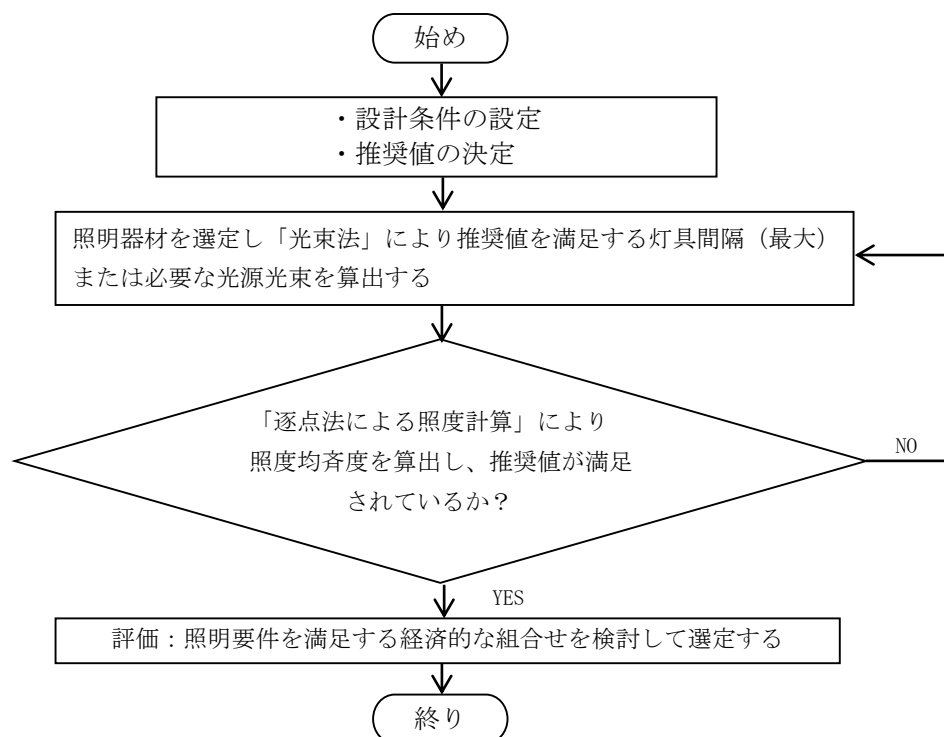 始め
・設計条件の設定
・推奨値の決定
照明器材を選定し「光束法」により推奨値を満足する灯具間隔（最大）
または必要な光源光束を算出する
「逐点法による照度計算」により
照度均斉度を算出し、推奨値が満足
されているか？
NO
YES
評価：照明要件を満足する経済的な組合せを検討して選定する
終り